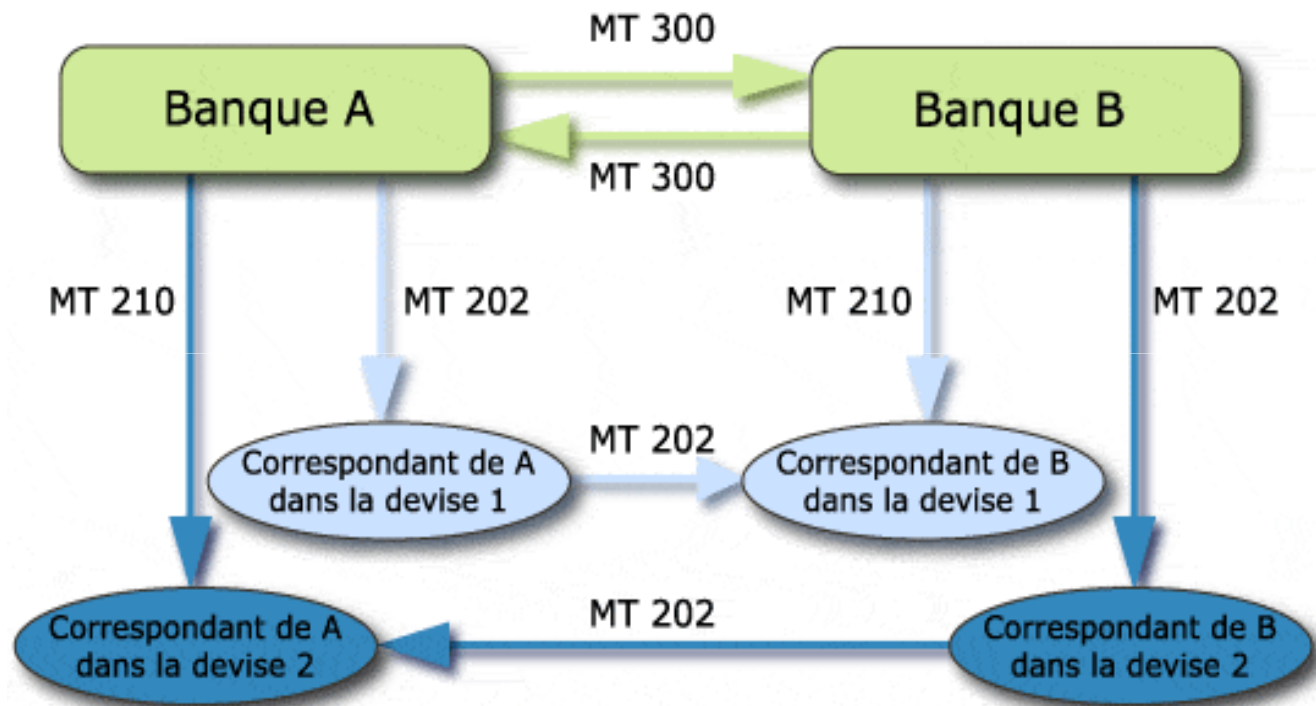 MT 300
Banque A
Banque B
MT 300
MT 210
MT 202
MT 210
MT 202
Correspondant de A
dans la devise 1
MT 202
Correspondant de B
dans la devise 1
Correspondant de A
dans la devise 2
MT 202
Correspondant de B
dans la devise 2